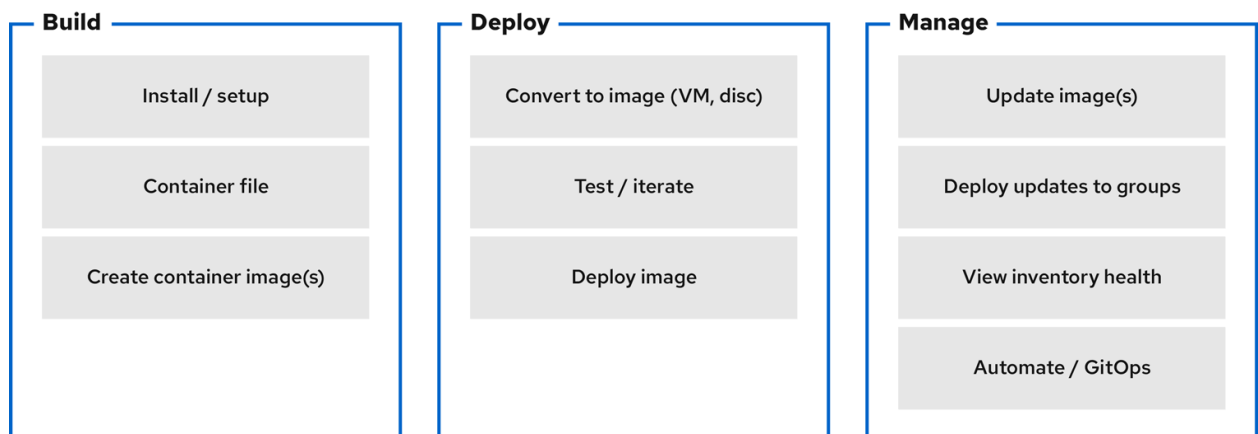 Build
Install / setup
Container file
Create container image(s)
Deploy
Convert to image (VM, disc)
Test / iterate
Deploy image
Manage
Update image(s)
Deploy updates to groups
View inventory health
Automate / GitOps